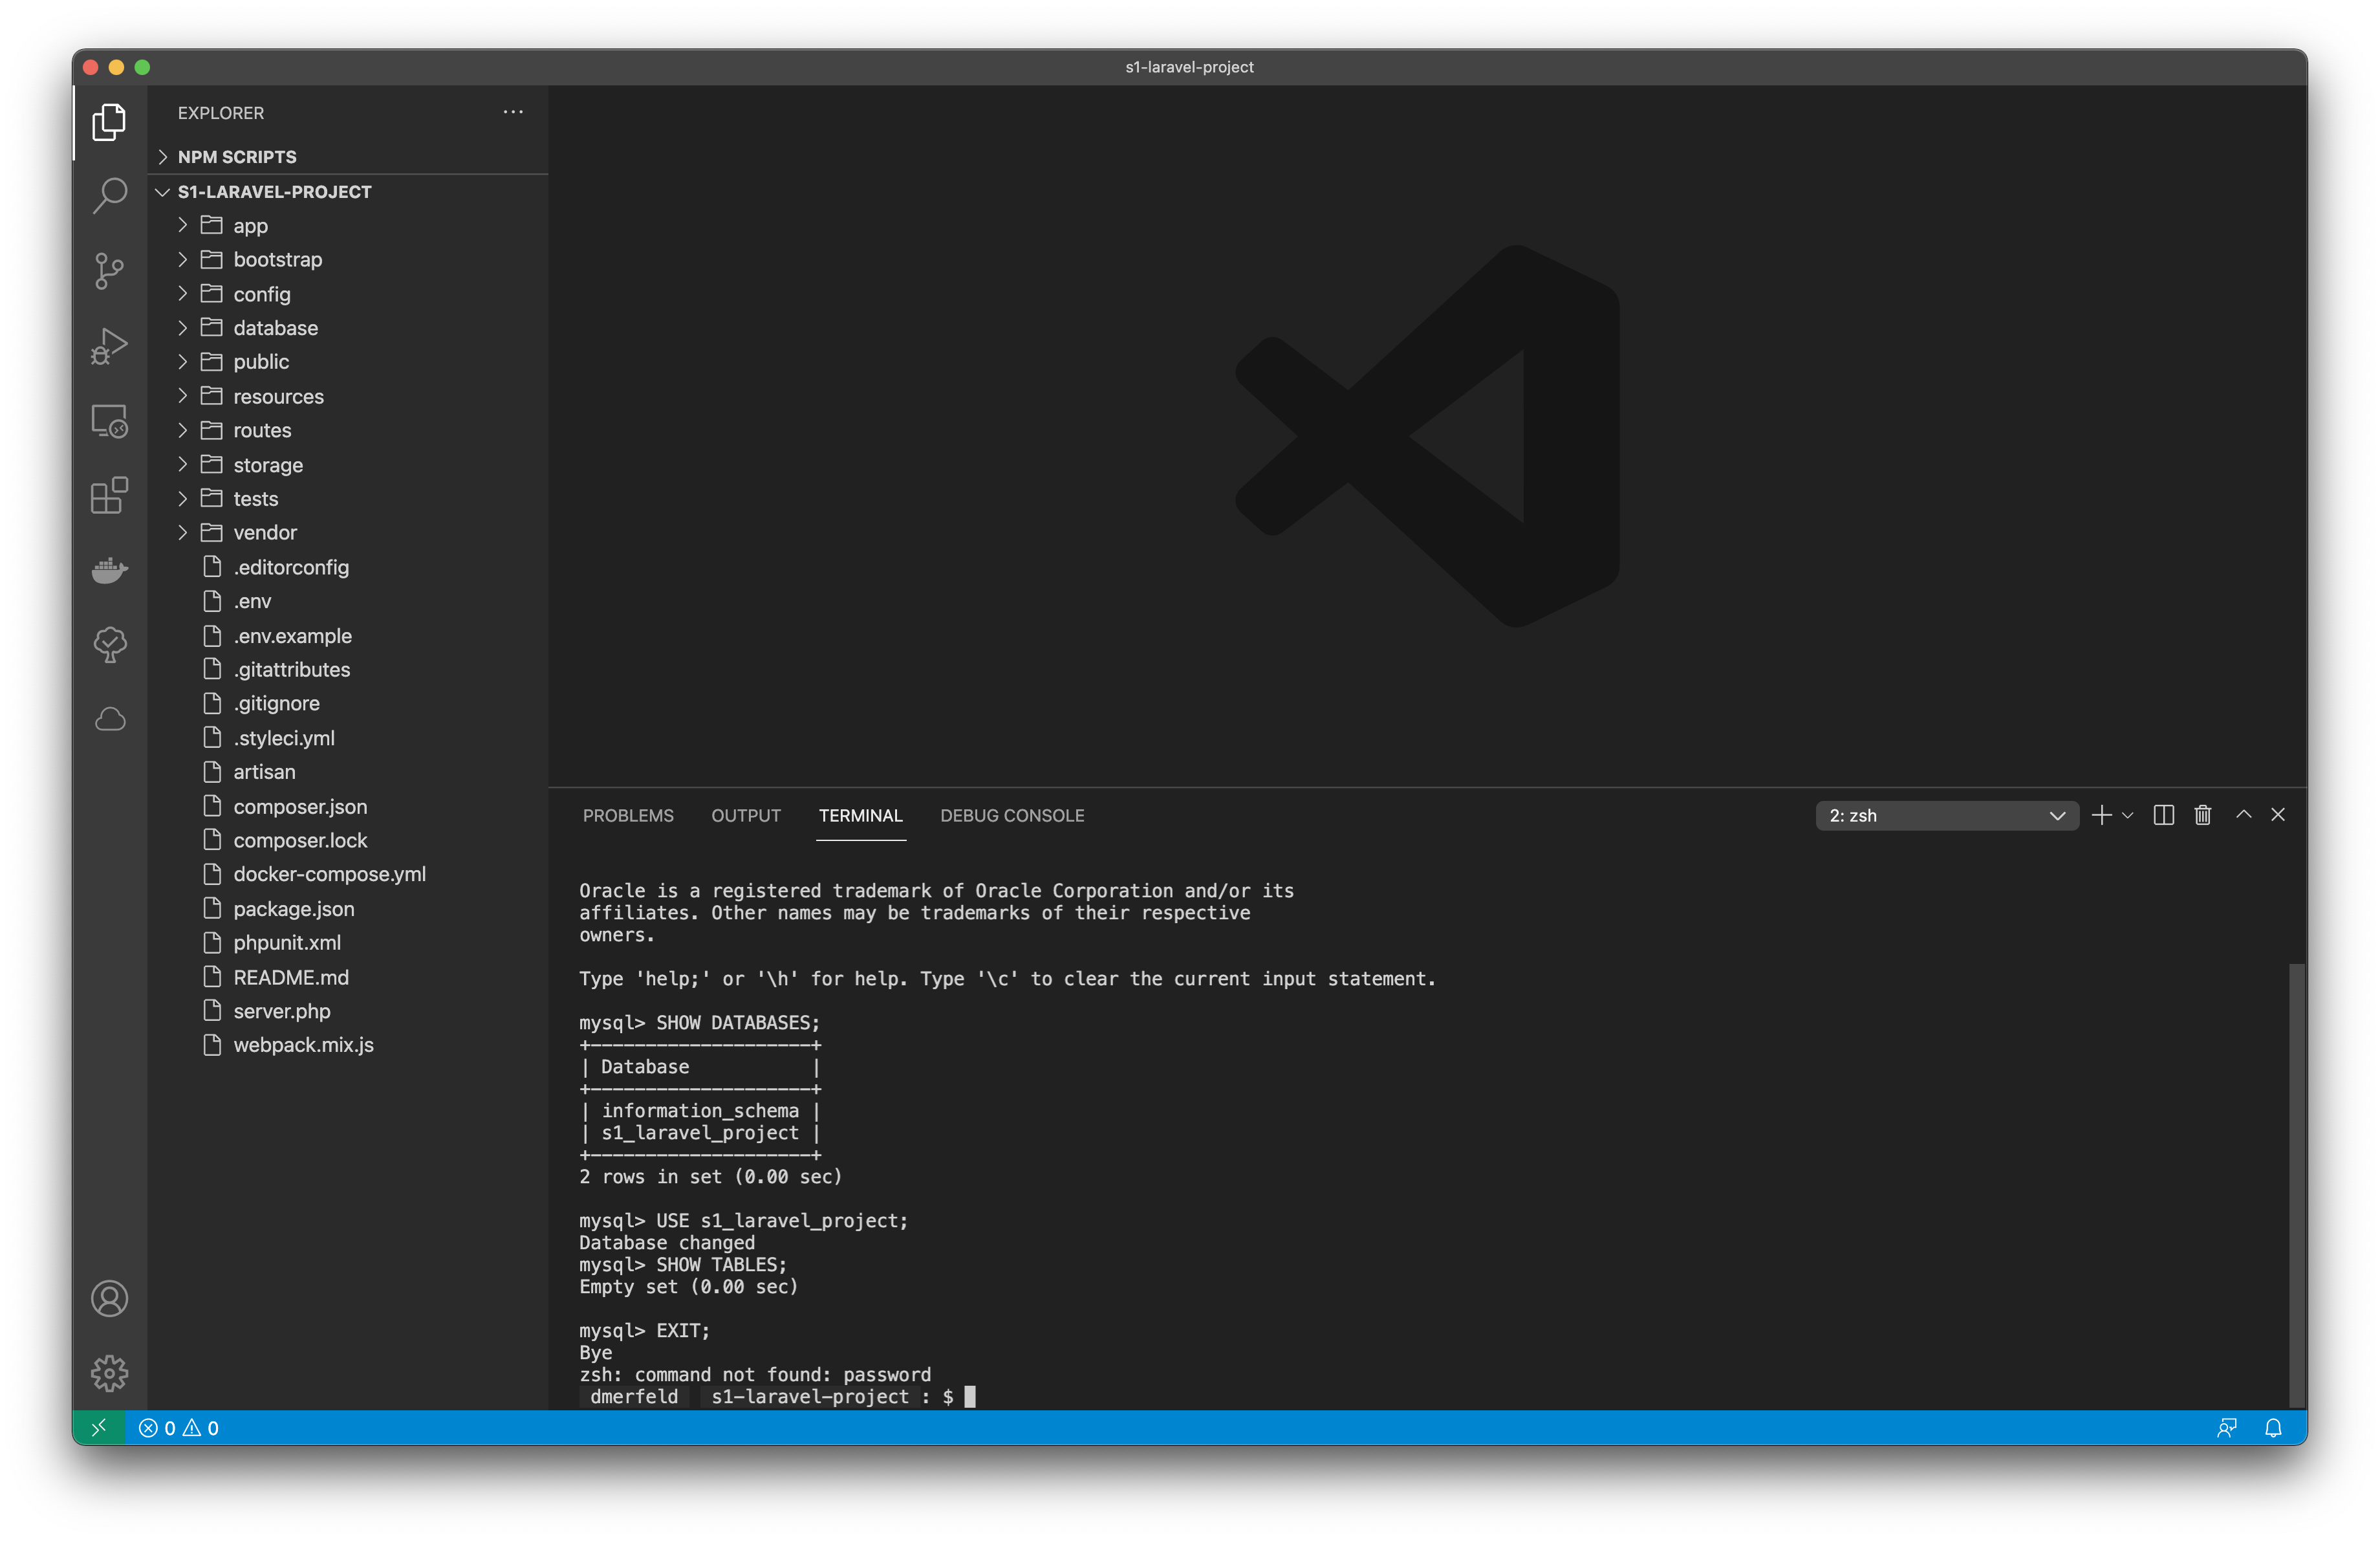 s1-laravel-project
EXPLORER
NPM SCRIPTS
S1-LARAVEL-PROJECT
app
bootstrap
config
database
public
resources
routes
storage
tests
vendor
.editorconfig
.env
.env.example
.gitattributes
.gitignore
.styleci.yml
artisan
composer.json
composer.lock
docker-compose.yml
package.json
phpunit.xml
README.md
server.php
webpack.mix.js
PROBLEMS OUTPUT TERMINAL DEBUG CONSOLE 2: zsh
Oracle is a registered trademark of Oracle Corporation and/or its
affiliates. Other names may be trademarks of their respective
owners.
Type 'help;' or '\h' for help. Type '\c' to clear the current input statement.
mysql> SHOW DATABASES;
+--------------------+
| Database           |
+--------------------+
| information_schema |
| s1_laravel_project |
+--------------------+
2 rows in set (0.00 sec)
mysql> USE s1_laravel_project;
Database changed
mysql> SHOW TABLES;
Empty set (0.00 sec)
mysql> EXIT;
Bye
zsh: command not found: password
dmerfeld s1-laravel-project : $
0 0